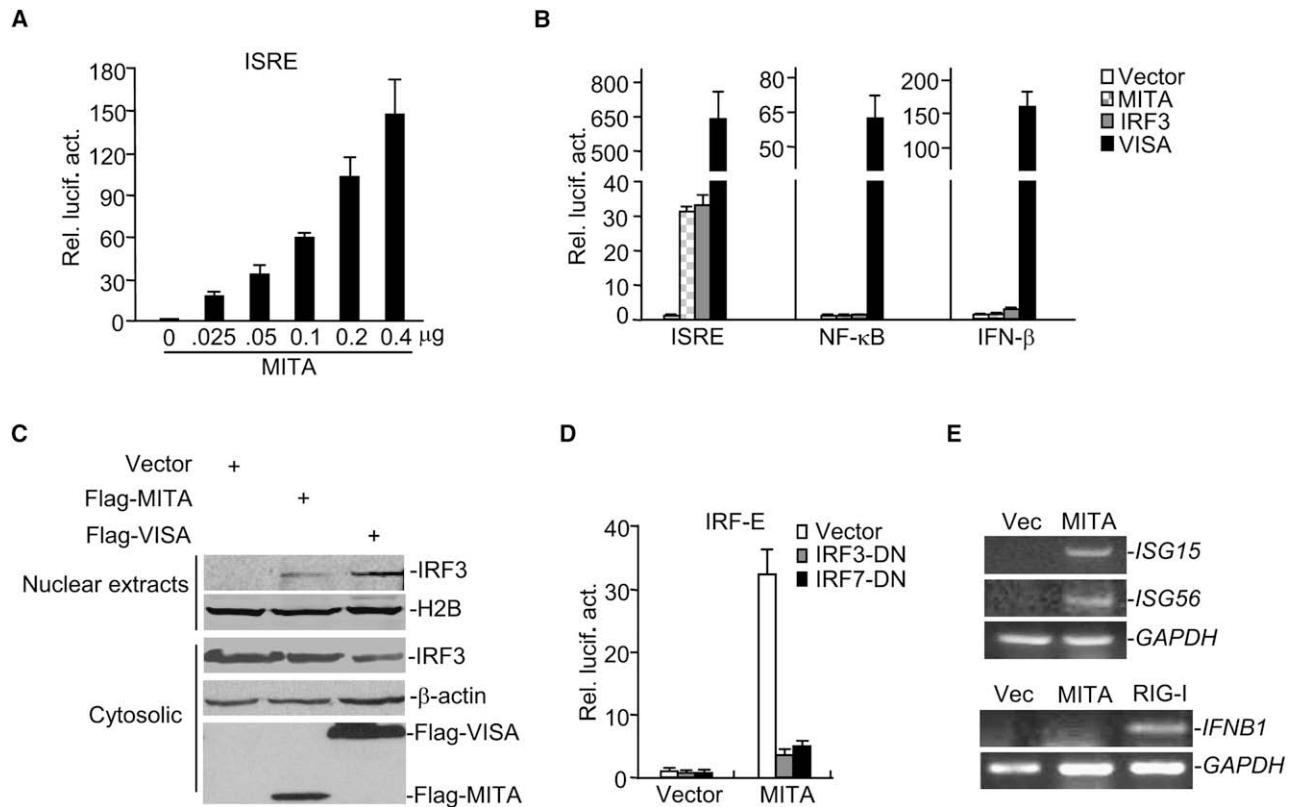 A
ISRE
Rel. lucif. act.
180
150
120
90
60
30
0
0 .025 .05 0.1 0.2 0.4 μg
MITA
B
Rel. lucif. act.
800
650
500
40
30
20
10
0
80
65
50
200
150
100
Vector
MITA
IRF3
VISA
ISRE NF-κB IFN-β
C
Vector +
Flag-MITA +
Flag-VISA +
Nuclear extracts
-IRF3
-H2B
Cytosolic
-IRF3
-β-actin
-Flag-VISA
-Flag-MITA
D
IRF-E
Rel. lucif. act.
40
30
20
10
0
Vector
IRF3-DN
IRF7-DN
Vector MITA
E
Vec MITA
-ISG15
-ISG56
-GAPDH
Vec MITA RIG-I
-IFNB1
-GAPDH